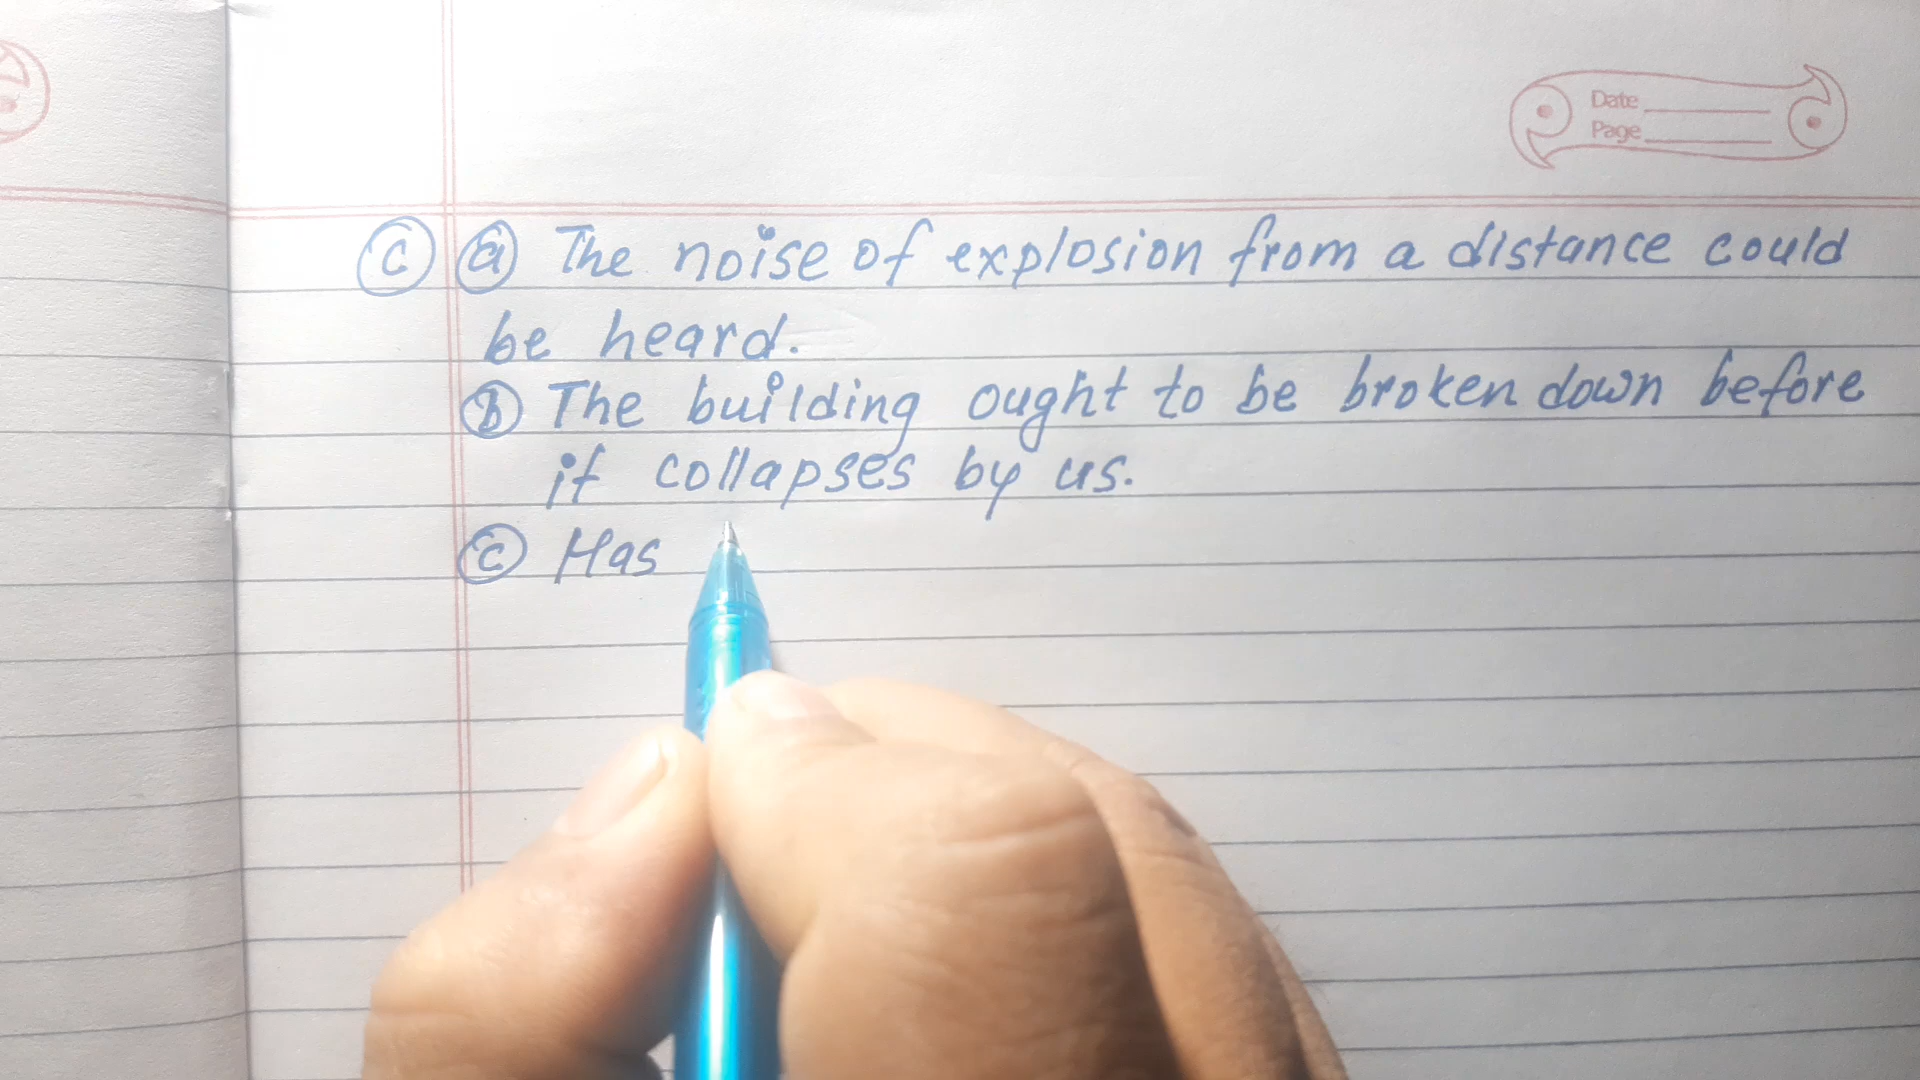 Date
Page
C a The noise of explosion from a distance could
be heard.
b The building ought to be broken down before
it collapses by us.
c Has